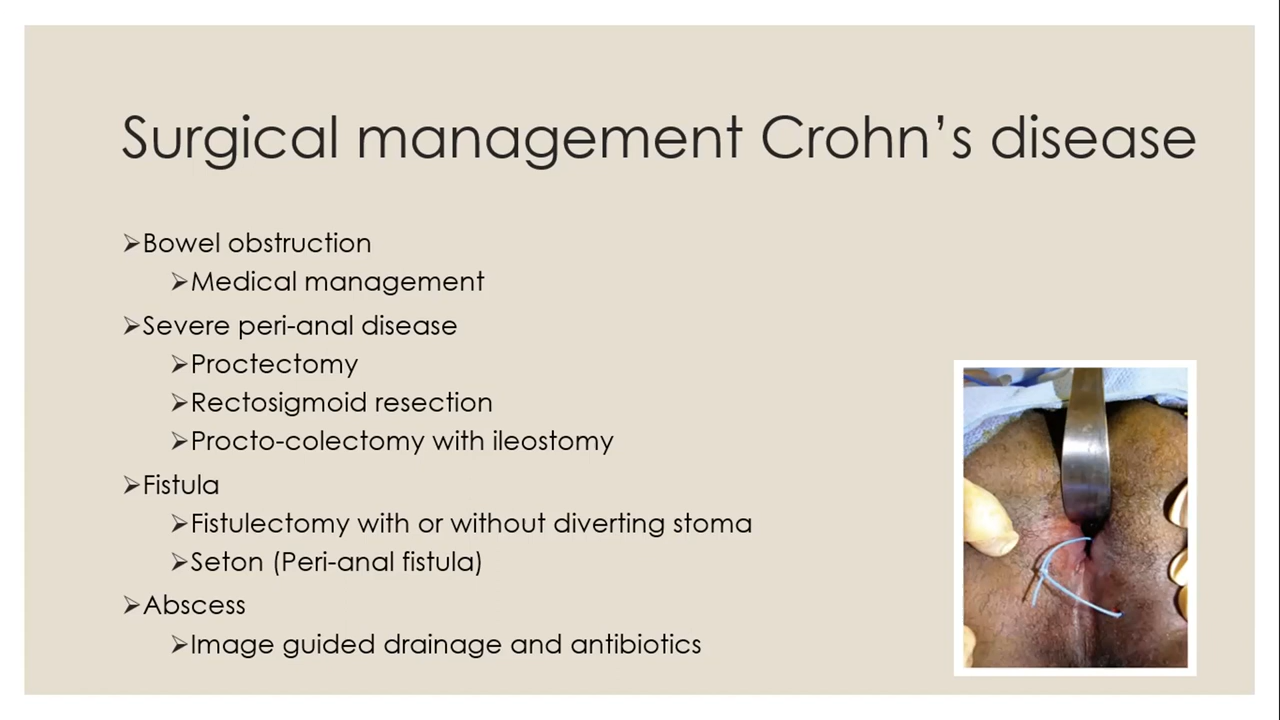 Surgical management Crohn’s disease
Bowel obstruction
Medical management
Severe peri-anal disease
Proctectomy
Rectosigmoid resection
Procto-colectomy with ileostomy
Fistula
Fistulectomy with or without diverting stoma
Seton (Peri-anal fistula)
Abscess
Image guided drainage and antibiotics